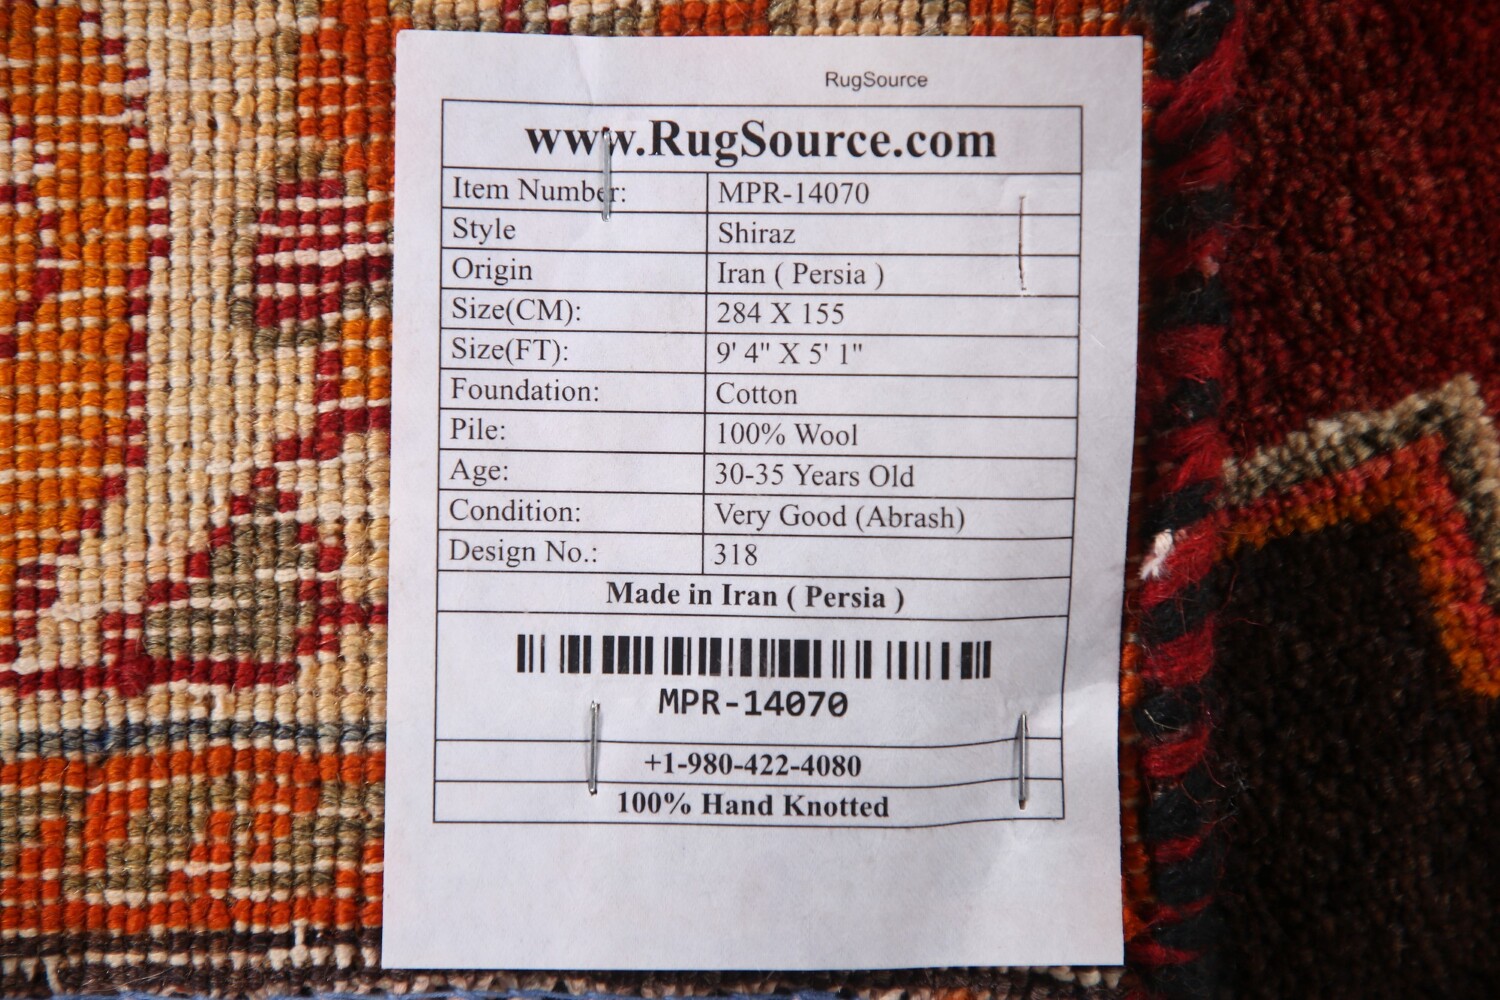 RugSource
www.RugSource.com
Item Number: MPR-14070
Style Shiraz
Origin Iran ( Persia )
Size(CM): 284 X 155
Size(FT): 9' 4" X 5' 1"
Foundation: Cotton
Pile: 100% Wool
Age: 30-35 Years Old
Condition: Very Good (Abrash)
Design No.: 318
Made in Iran ( Persia )
MPR-14070
+1-980-422-4080
100% Hand Knotted